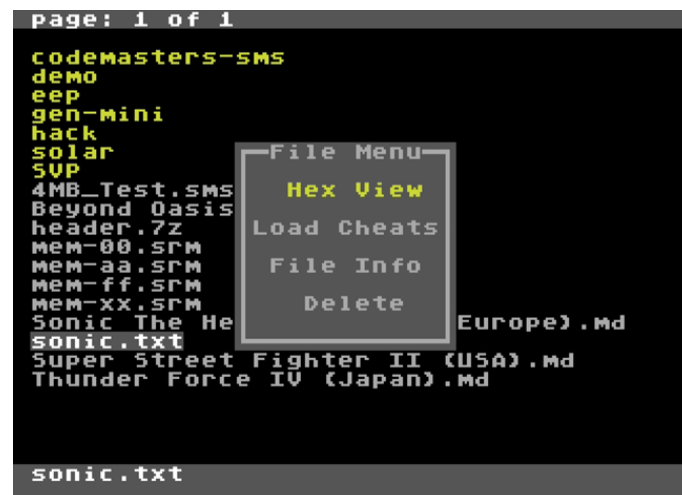 page: 1 of 1
codemasters-sms
demo
eep
gen-mini
hack
solar
SVP
4MB_Test.sms
Beyond Oasis
header.7z
mem-00.srm
mem-aa.srm
mem-ff.srm
mem-xx.srm
Sonic The He Europe).md
sonic.txt
Super Street Fighter II (USA).md
Thunder Force IV (Japan).md
File Menu
Hex View
Load Cheats
File Info
Delete
sonic.txt